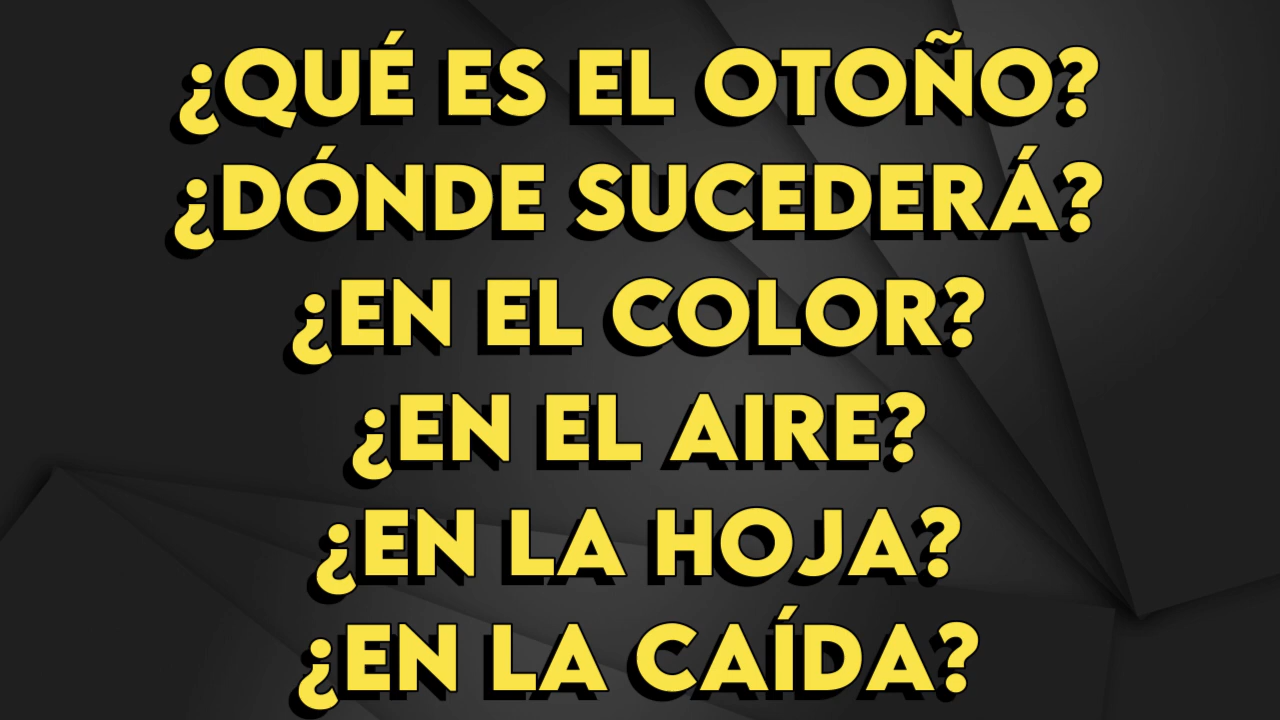 ¿QUÉ ES EL OTOÑO?
¿DÓNDE SUCEDERÁ?
¿EN EL COLOR?
¿EN EL AIRE?
¿EN LA HOJA?
¿EN LA CAÍDA?